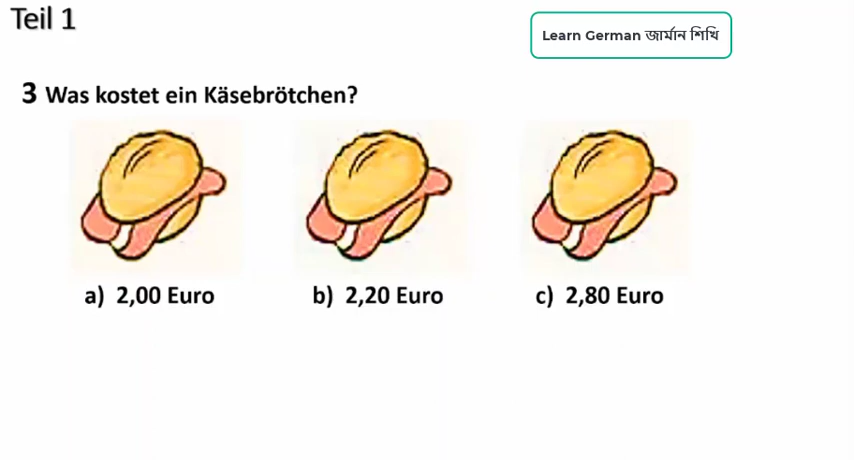 Teil 1
Learn German জার্মান শিখি
3 Was kostet ein Käsebrötchen?
a) 2,00 Euro
b) 2,20 Euro
c) 2,80 Euro